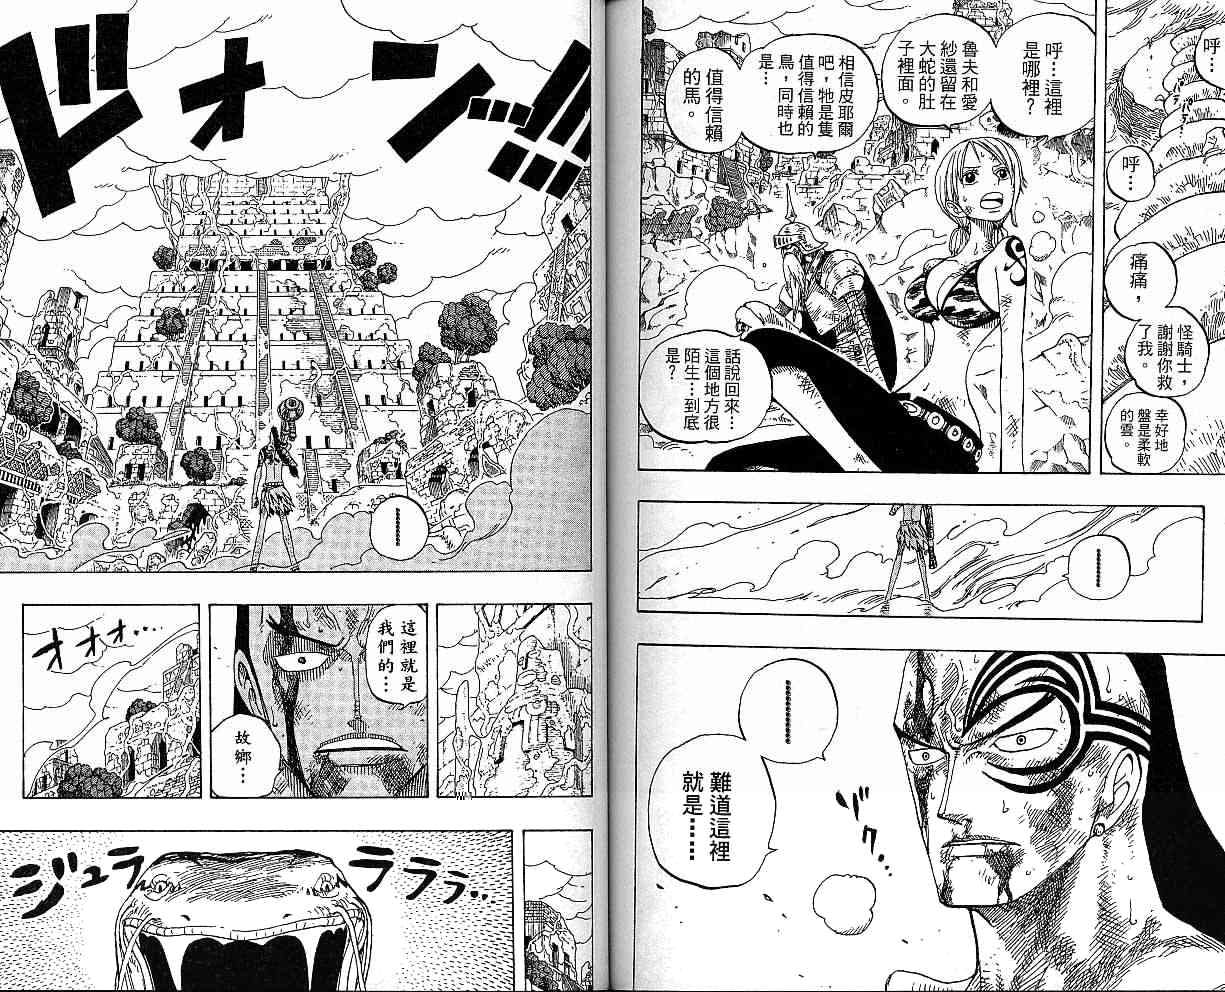 呼…
呼…
痛痛，
怪騎士，
謝謝你救
了我。
幸好地
盤是柔軟
的雲。
呼…這裡
是哪裡？
魯夫和愛
紗還留在
大蛇的肚
子裡面。
相信皮耶爾
吧，牠是隻
值得信賴的
鳥，同時也
是…
值得信賴
的馬。
話說回來…
這個地方很
陌生…到底
是？
…………
…………
難道這裡
就是……
ザッ…
ドォン…!!!
…………
這裡就是
我們的…
故鄉…
オオオ…
ジュラララララ…